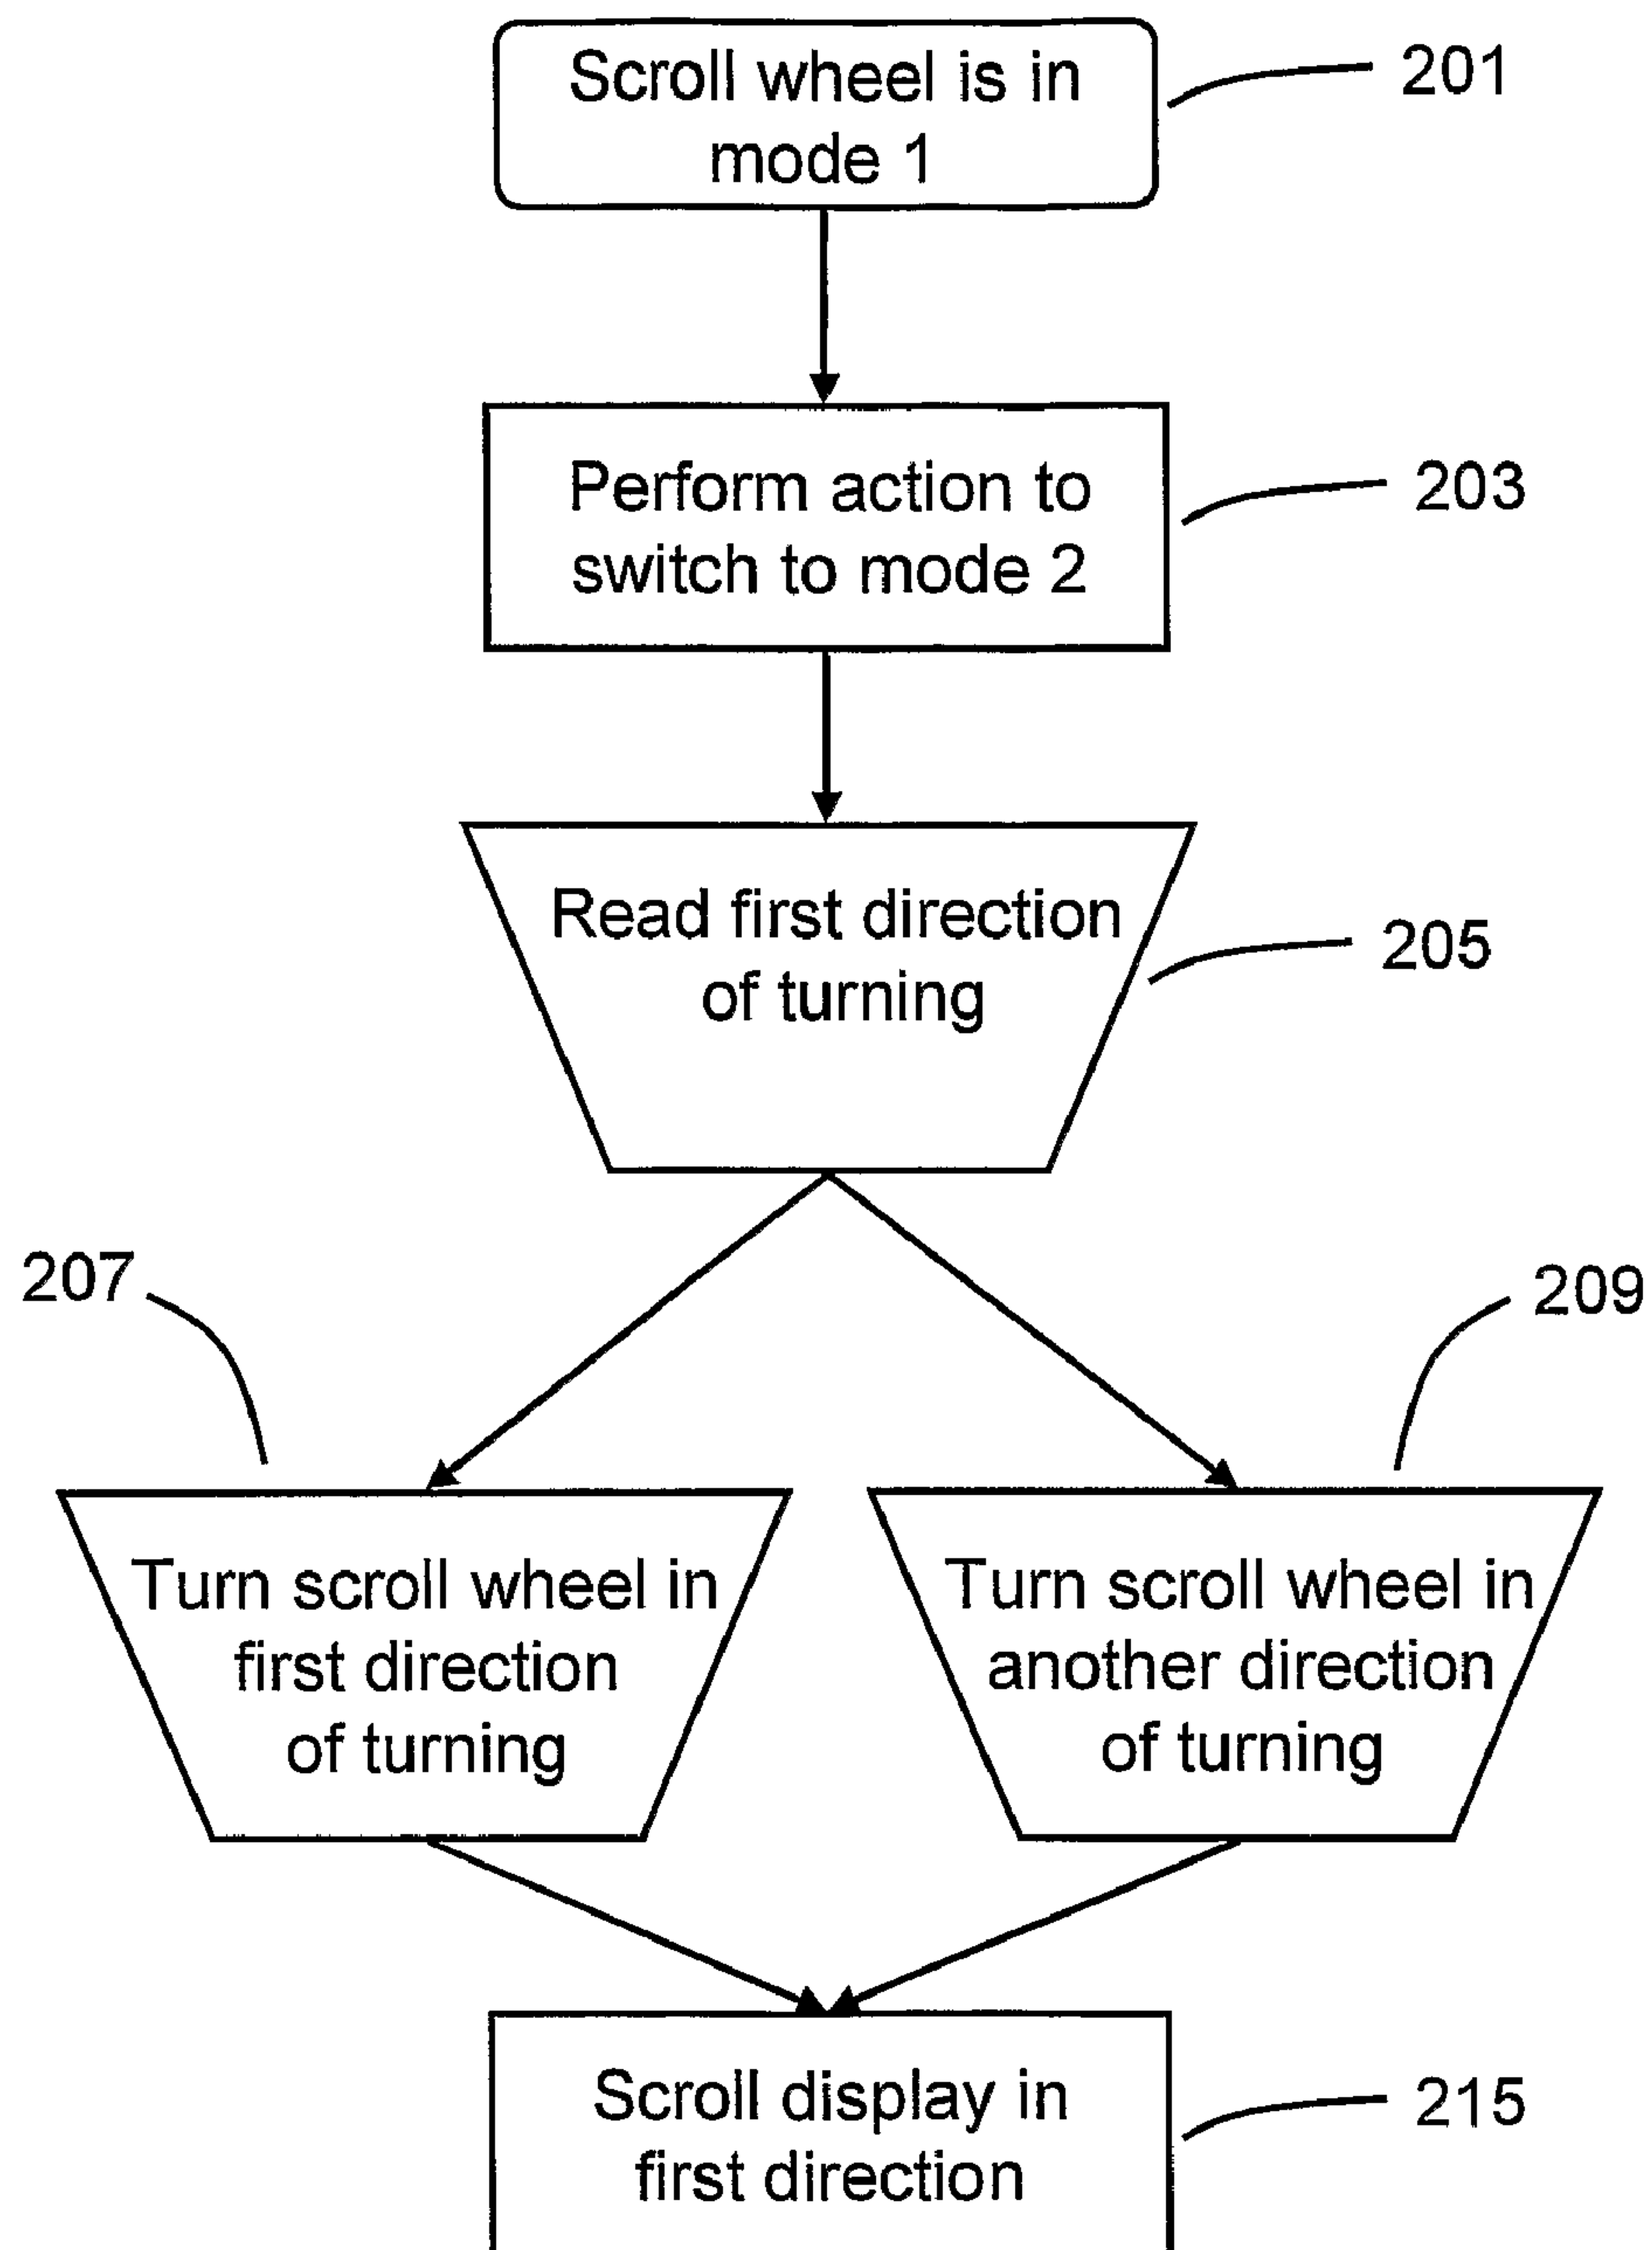 Scroll wheel is in
mode 1
201
Perform action to
switch to mode 2
203
Read first direction
of turning
205
207
209
Turn scroll wheel in
first direction
of turning
Turn scroll wheel in
another direction
of turning
Scroll display in
first direction
215